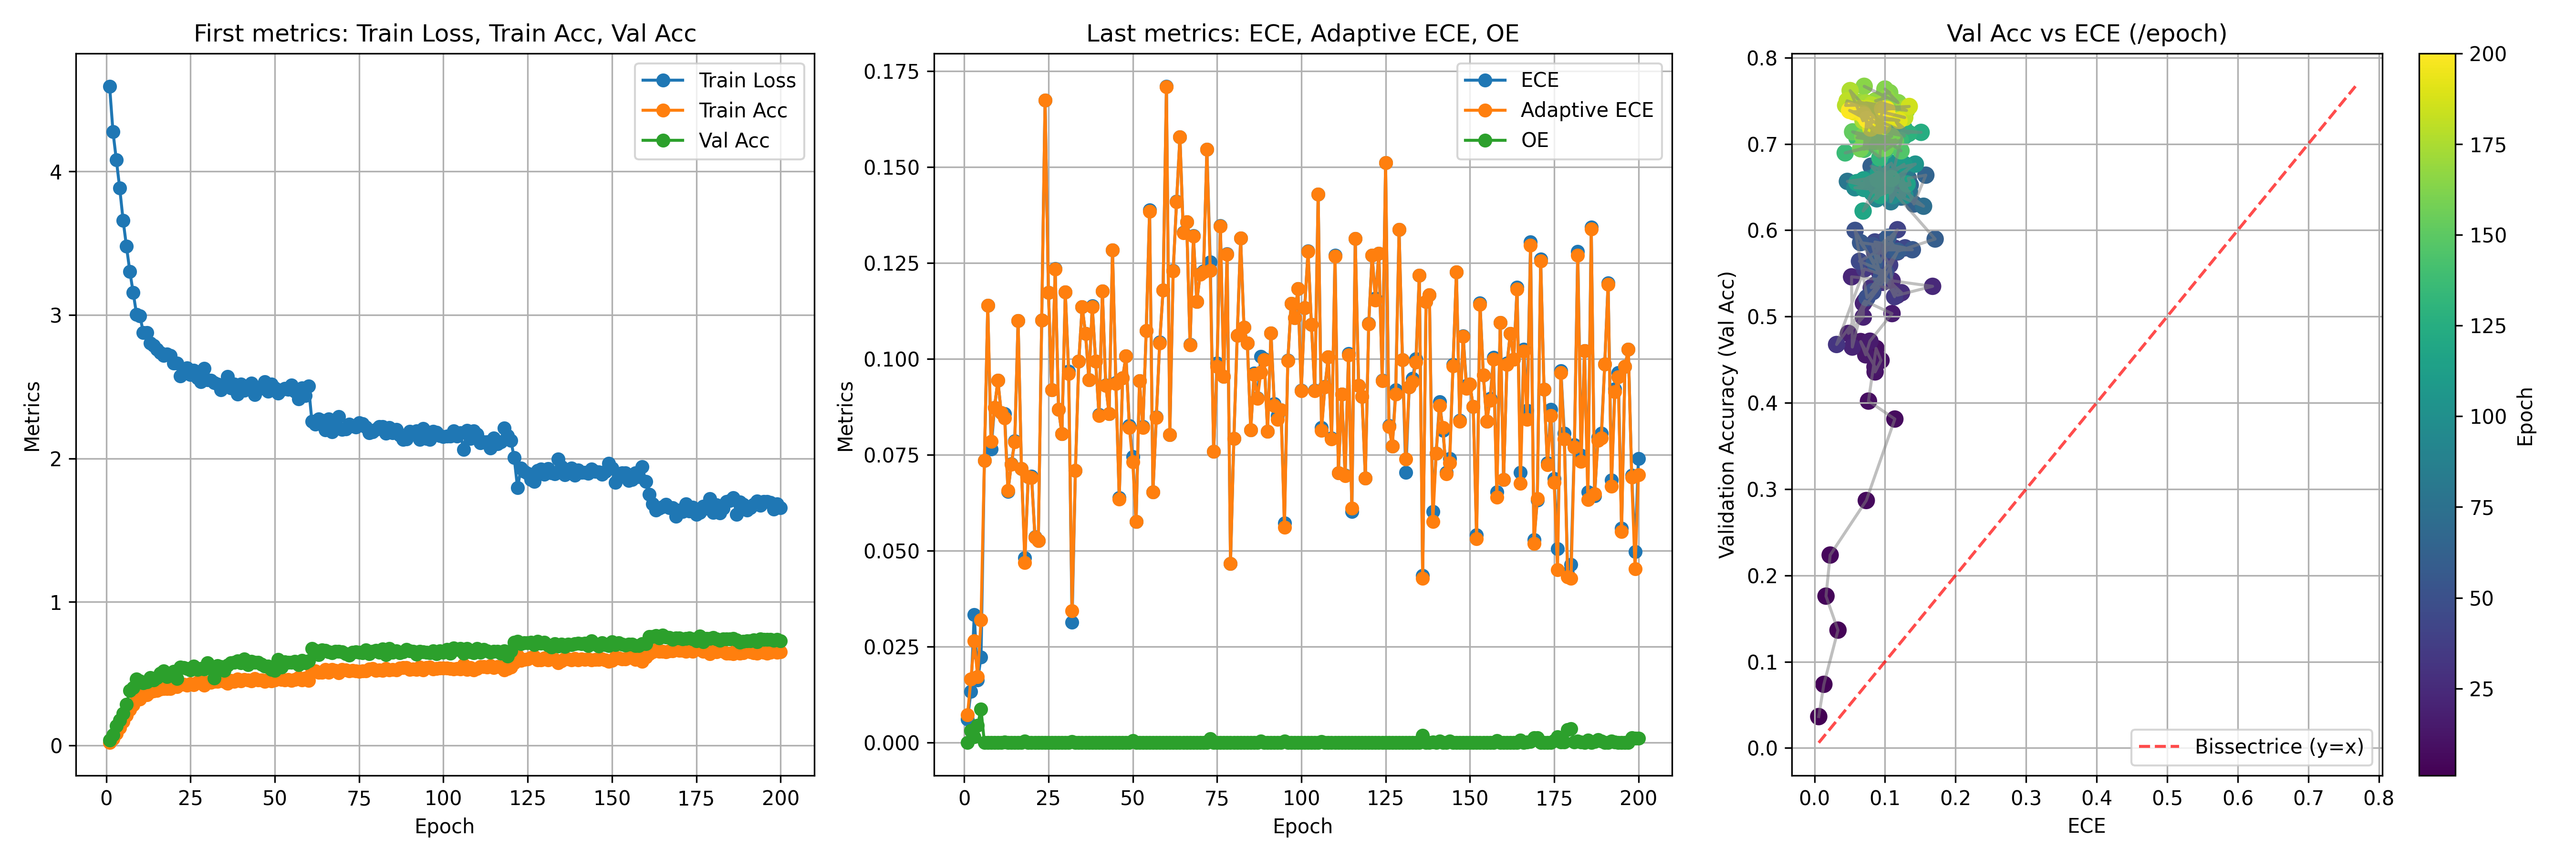 First metrics: Train Loss, Train Acc, Val Acc
Metrics
4
3
2
1
0
Train Loss
Train Acc
Val Acc
0 25 50 75 100 125 150 175 200
Epoch
Last metrics: ECE, Adaptive ECE, OE
Metrics
0.175
0.150
0.125
0.100
0.075
0.050
0.025
0.000
ECE
Adaptive ECE
OE
0 25 50 75 100 125 150 175 200
Epoch
Val Acc vs ECE (/epoch)
Validation Accuracy (Val Acc)
0.8
0.7
0.6
0.5
0.4
0.3
0.2
0.1
0.0
Bissectrice (y=x)
0.0 0.1 0.2 0.3 0.4 0.5 0.6 0.7 0.8
ECE
200
175
150
125
100
75
50
25
Epoch